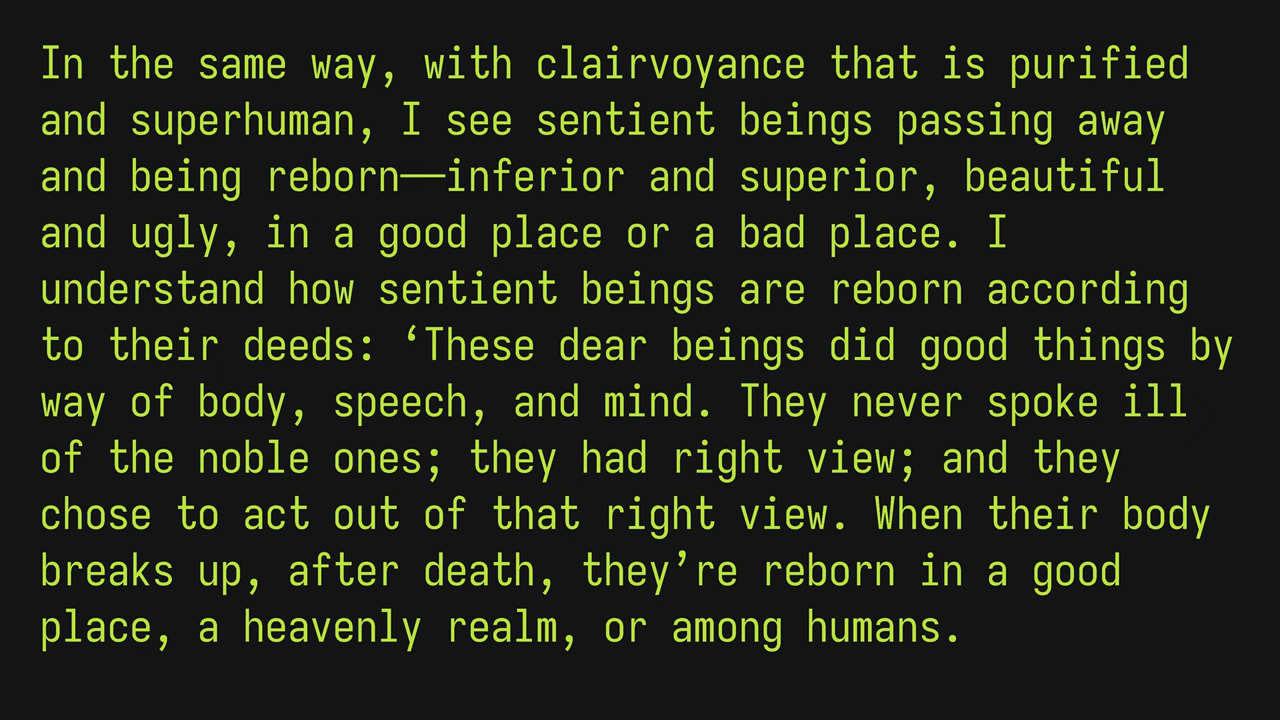 In the same way, with clairvoyance that is purified
and superhuman, I see sentient beings passing away
and being reborn—inferior and superior, beautiful
and ugly, in a good place or a bad place. I
understand how sentient beings are reborn according
to their deeds: ‘These dear beings did good things by
way of body, speech, and mind. They never spoke ill
of the noble ones; they had right view; and they
chose to act out of that right view. When their body
breaks up, after death, they’re reborn in a good
place, a heavenly realm, or among humans.